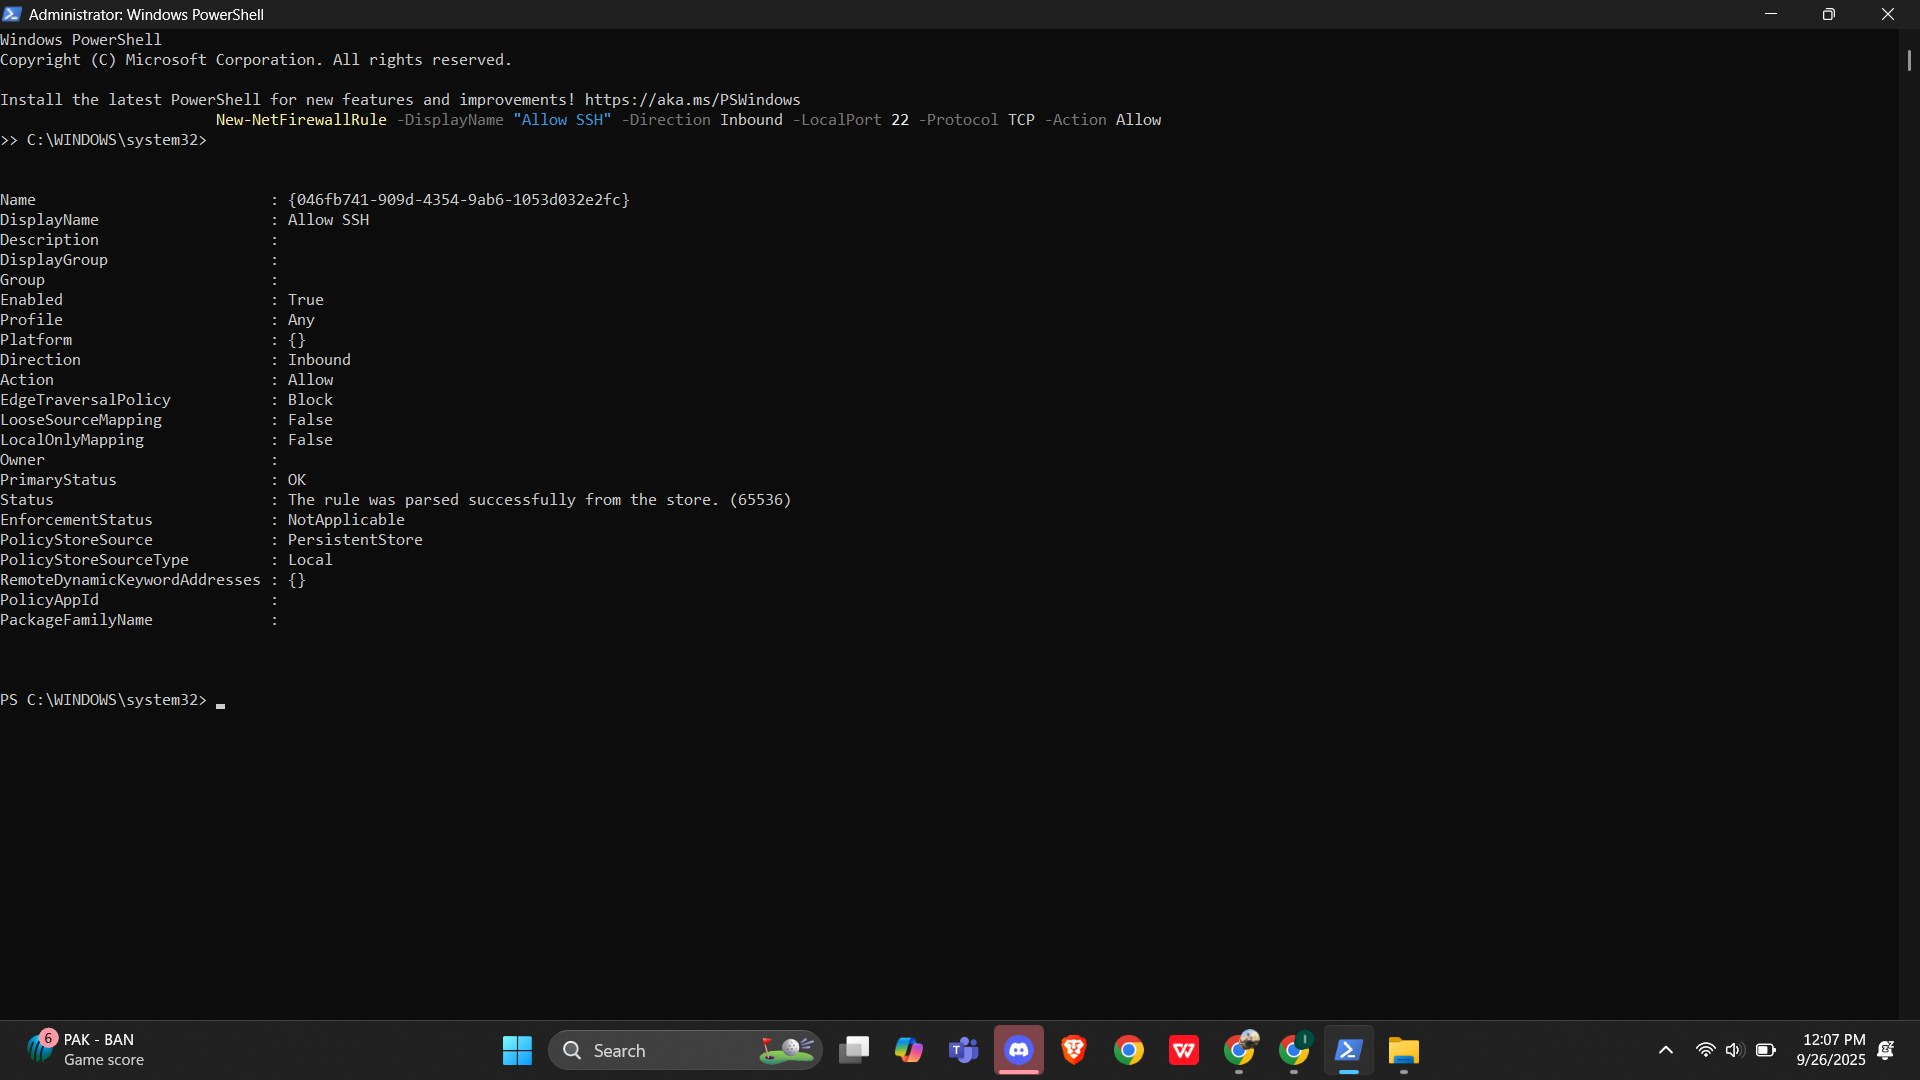 Administrator: Windows PowerShell
Windows PowerShell
Copyright (C) Microsoft Corporation. All rights reserved.
Install the latest PowerShell for new features and improvements! https://aka.ms/PSWindows
New-NetFirewallRule -DisplayName "Allow SSH" -Direction Inbound -LocalPort 22 -Protocol TCP -Action Allow
>> C:\WINDOWS\system32>
Name : {046fb741-909d-4354-9ab6-1053d032e2fc}
DisplayName : Allow SSH
Description :
DisplayGroup :
Group :
Enabled : True
Profile : Any
Platform : {}
Direction : Inbound
Action : Allow
EdgeTraversalPolicy : Block
LooseSourceMapping : False
LocalOnlyMapping : False
Owner :
PrimaryStatus : OK
Status : The rule was parsed successfully from the store. (65536)
EnforcementStatus : NotApplicable
PolicyStoreSource : PersistentStore
PolicyStoreSourceType : Local
RemoteDynamicKeywordAddresses : {}
PolicyAppId :
PackageFamilyName :
PS C:\WINDOWS\system32>
6 PAK - BAN
Game score
Search
12:07 PM
9/26/2025